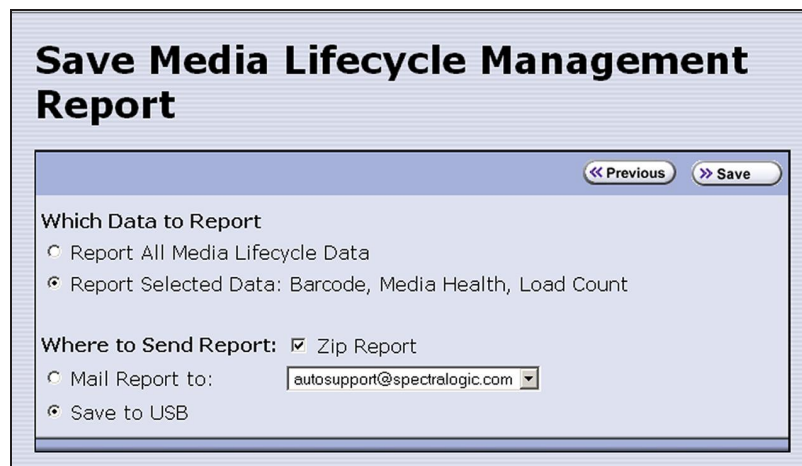 Save Media Lifecycle Management
Report
Previous
Save
Which Data to Report
Report All Media Lifecycle Data
Report Selected Data: Barcode, Media Health, Load Count
Where to Send Report: Zip Report
Mail Report to: autosupport@spectralogic.com
Save to USB